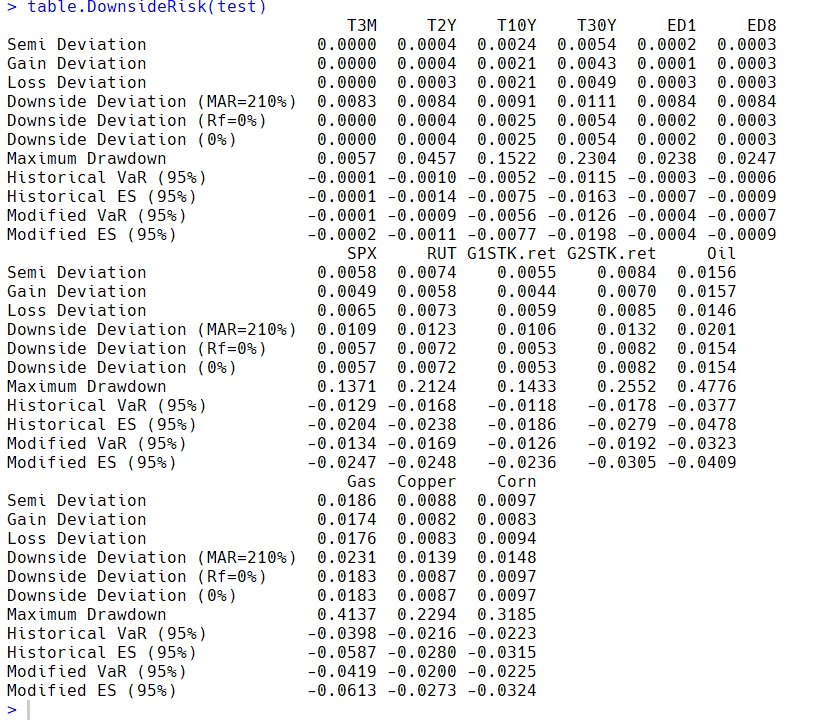 > table.DownsideRisk(test)
T3M T2Y T10Y T30Y ED1 ED8
Semi Deviation 0.0000 0.0004 0.0024 0.0054 0.0002 0.0003
Gain Deviation 0.0000 0.0004 0.0021 0.0043 0.0001 0.0003
Loss Deviation 0.0000 0.0003 0.0021 0.0049 0.0003 0.0003
Downside Deviation (MAR=210%) 0.0083 0.0084 0.0091 0.0111 0.0084 0.0084
Downside Deviation (Rf=0%) 0.0000 0.0004 0.0025 0.0054 0.0002 0.0003
Downside Deviation (0%) 0.0000 0.0004 0.0025 0.0054 0.0002 0.0003
Maximum Drawdown 0.0057 0.0457 0.1522 0.2304 0.0238 0.0247
Historical VaR (95%) -0.0001 -0.0010 -0.0052 -0.0115 -0.0003 -0.0006
Historical ES (95%) -0.0001 -0.0014 -0.0075 -0.0163 -0.0007 -0.0009
Modified VaR (95%) -0.0001 -0.0009 -0.0056 -0.0126 -0.0004 -0.0007
Modified ES (95%) -0.0002 -0.0011 -0.0077 -0.0198 -0.0004 -0.0009
SPX RUT G1STK.ret G2STK.ret Oil
Semi Deviation 0.0058 0.0074 0.0055 0.0084 0.0156
Gain Deviation 0.0049 0.0058 0.0044 0.0070 0.0157
Loss Deviation 0.0065 0.0073 0.0059 0.0085 0.0146
Downside Deviation (MAR=210%) 0.0109 0.0123 0.0106 0.0132 0.0201
Downside Deviation (Rf=0%) 0.0057 0.0072 0.0053 0.0082 0.0154
Downside Deviation (0%) 0.0057 0.0072 0.0053 0.0082 0.0154
Maximum Drawdown 0.1371 0.2124 0.1433 0.2552 0.4776
Historical VaR (95%) -0.0129 -0.0168 -0.0118 -0.0178 -0.0377
Historical ES (95%) -0.0204 -0.0238 -0.0186 -0.0279 -0.0478
Modified VaR (95%) -0.0134 -0.0169 -0.0126 -0.0192 -0.0323
Modified ES (95%) -0.0247 -0.0248 -0.0236 -0.0305 -0.0409
Gas Copper Corn
Semi Deviation 0.0186 0.0088 0.0097
Gain Deviation 0.0174 0.0082 0.0083
Loss Deviation 0.0176 0.0083 0.0094
Downside Deviation (MAR=210%) 0.0231 0.0139 0.0148
Downside Deviation (Rf=0%) 0.0183 0.0087 0.0097
Downside Deviation (0%) 0.0183 0.0087 0.0097
Maximum Drawdown 0.4137 0.2294 0.3185
Historical VaR (95%) -0.0398 -0.0216 -0.0223
Historical ES (95%) -0.0587 -0.0280 -0.0315
Modified VaR (95%) -0.0419 -0.0200 -0.0225
Modified ES (95%) -0.0613 -0.0273 -0.0324
>